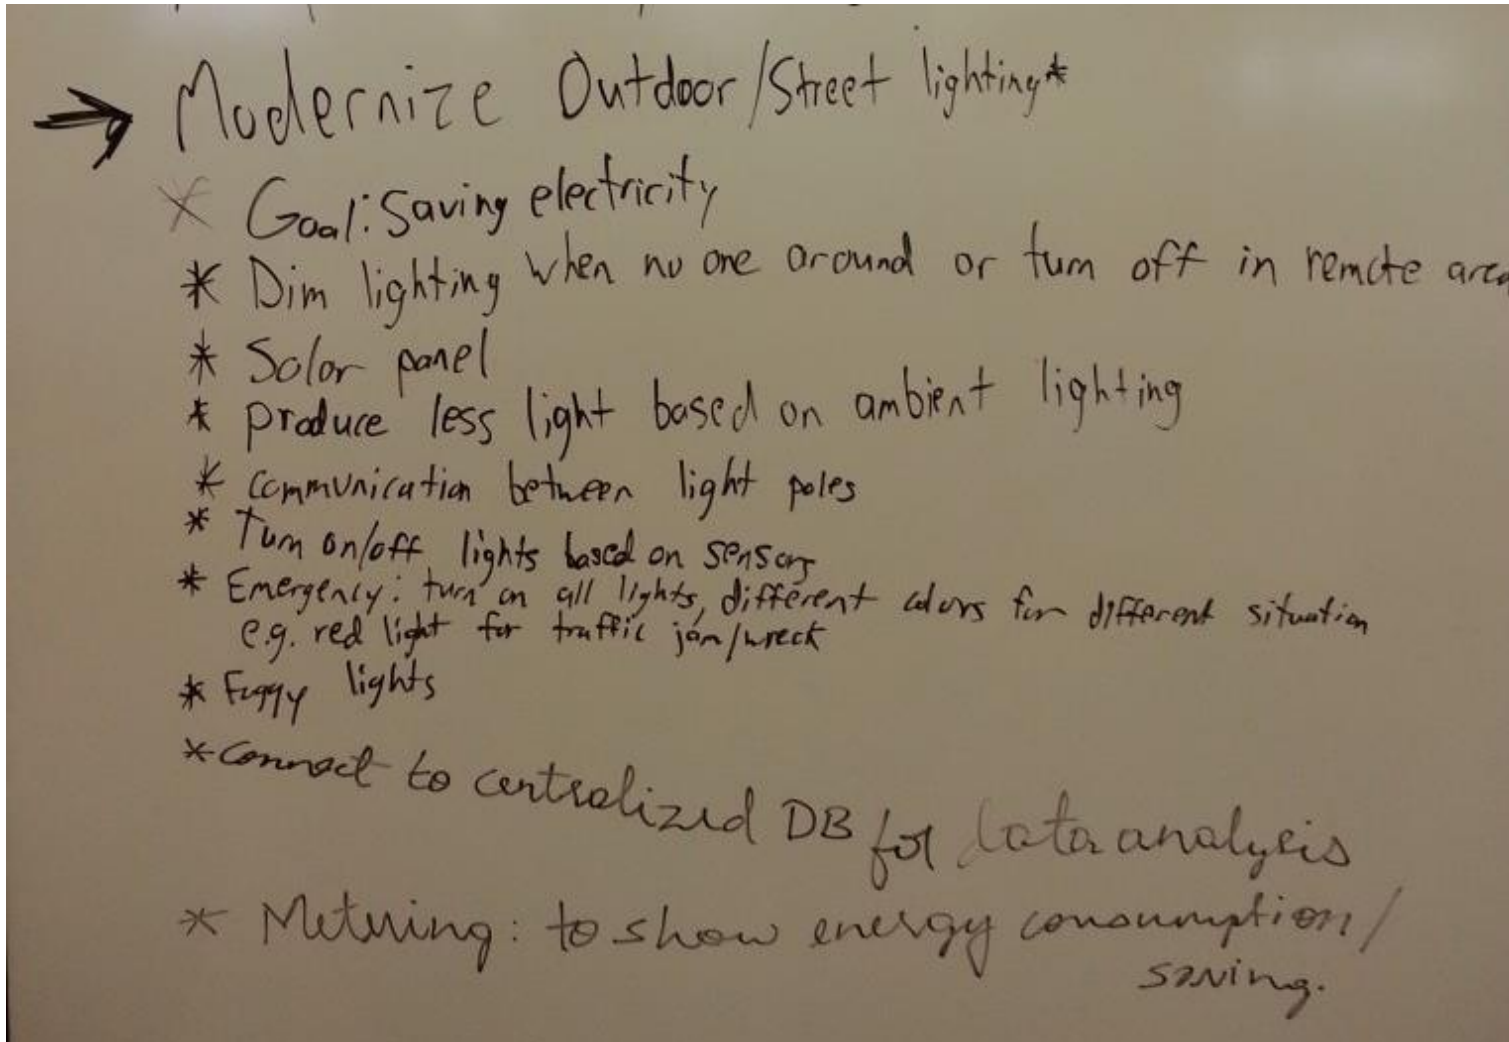 → Modernize Outdoor/Street lighting*
* Goal: Saving electricity
* Dim lighting when no one around or turn off in remote area
* Solar panel
* produce less light based on ambient lighting
* communication between light poles
* Turn on/off lights based on sensors
* Emergency: turn on all lights, different colors for different situation
e.g. red light for traffic jam/wreck
* Foggy lights
* Connect to centralized DB for data analysis
* Metering: to show energy consumption/
saving.